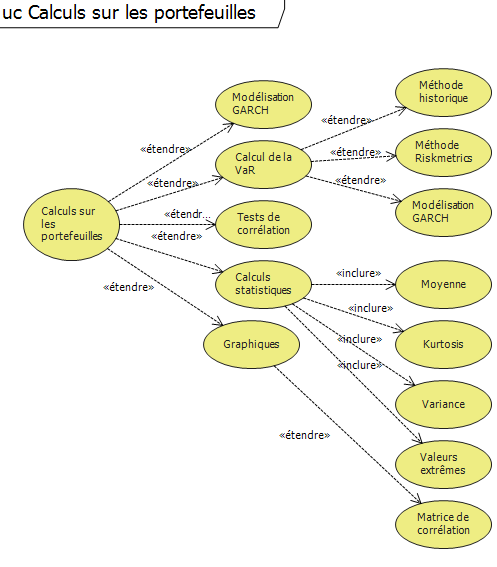 uc Calculs sur les portefeuilles
Modélisation
GARCH
Méthode
historique
«étendre»
«étendre»
Calcul de la
VaR
«étendre»
Méthode
Riskmetrics
«étendre»
«étendre»
Modélisation
GARCH
Calculs sur
les
portefeuilles
«étendr...
Tests de
corrélation
«étendre»
Calculs
statistiques
«inclure»
Moyenne
«étendre»
«inclure»
Graphiques
«inclure»
Kurtosis
«inclure»
Variance
«étendre»
Valeurs
extrêmes
Matrice de
corrélation